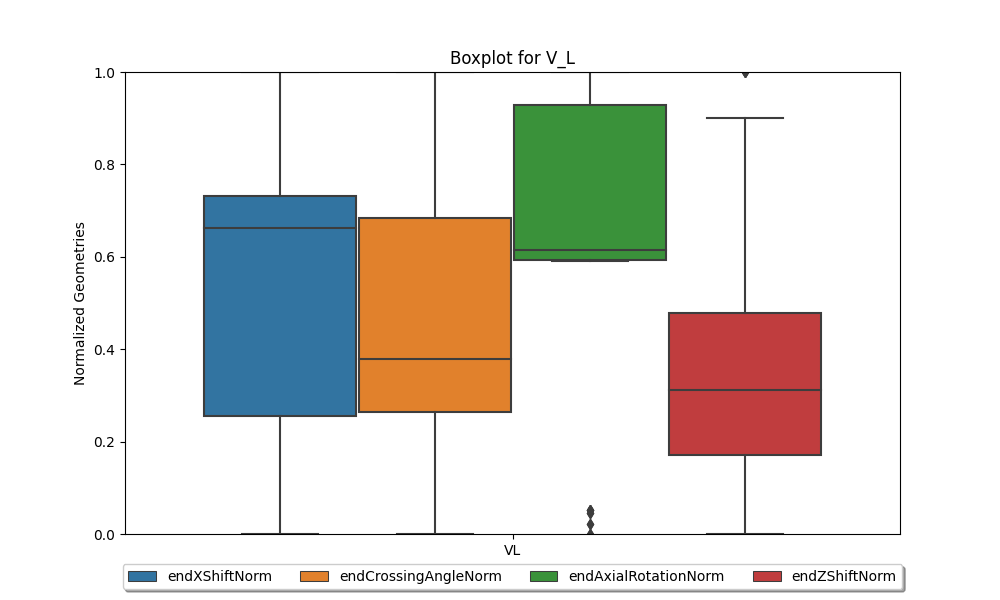 Boxplot for V_L
1.0
0.8
0.6
0.4
0.2
0.0
Normalized Geometries
VL
endXShiftNorm endCrossingAngleNorm endAxialRotationNorm endZShiftNorm